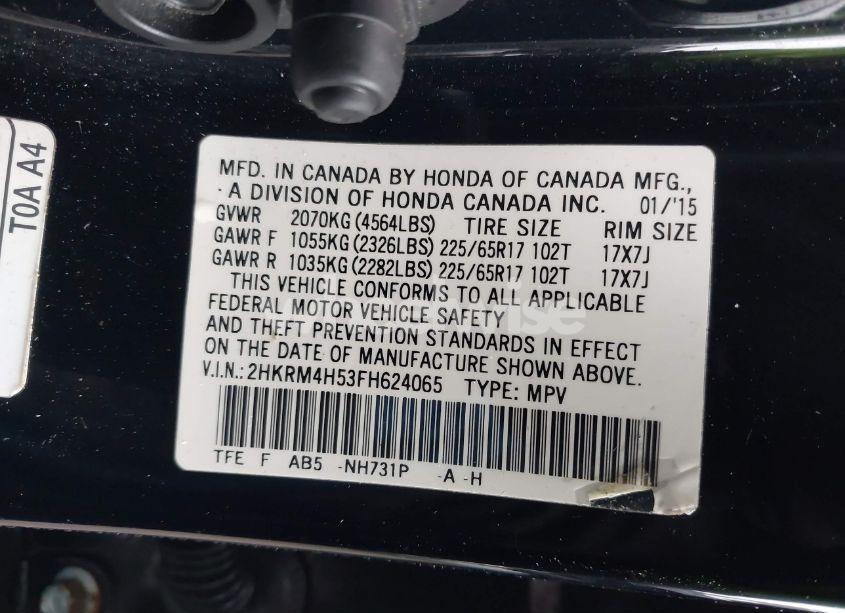 T0A A4
MFD. IN CANADA BY HONDA OF CANADA MFG.,
A DIVISION OF HONDA CANADA INC. 01/'15
GVWR 2070KG(4564LBS) TIRE SIZE RIM SIZE
GAWR F 1055KG(2326LBS) 225/65R17 102T 17X7J
GAWR R 1035KG(2282LBS) 225/65R17 102T 17X7J
THIS VEHICLE CONFORMS TO ALL APPLICABLE
FEDERAL MOTOR VEHICLE SAFETY
AND THEFT PREVENTION STANDARDS IN EFFECT
ON THE DATE OF MANUFACTURE SHOWN ABOVE.
V.I.N.:2HKRM4H53FH624065 TYPE: MPV
TFE F AB5 -NH731P -A -H